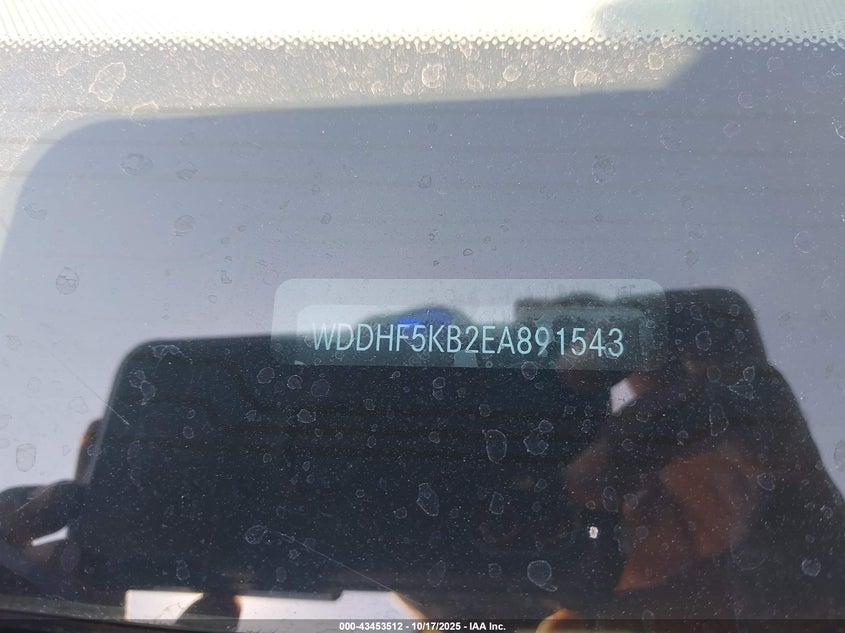 WDDHF5KB2EA891543
000-43453512 - 10/17/2025 - IAA Inc.